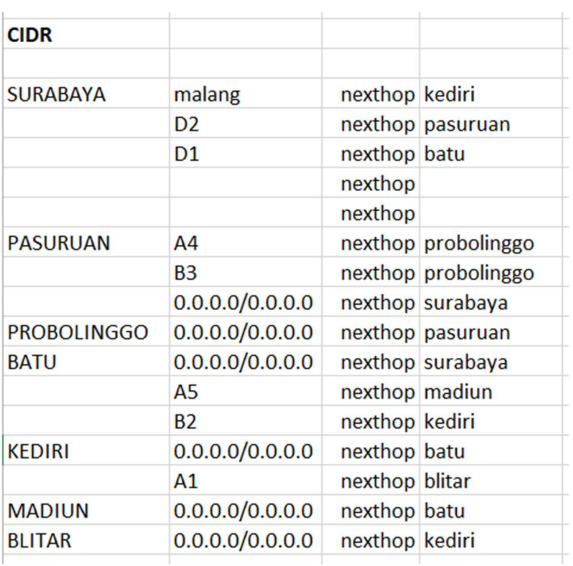 CIDR
SURABAYA malang nexthop kediri
D2 nexthop pasuruan
D1 nexthop batu
nexthop
nexthop
PASURUAN A4 nexthop probolinggo
B3 nexthop probolinggo
0.0.0.0/0.0.0.0 nexthop surabaya
PROBOLINGGO 0.0.0.0/0.0.0.0 nexthop pasuruan
BATU 0.0.0.0/0.0.0.0 nexthop surabaya
A5 nexthop madiun
B2 nexthop kediri
KEDIRI 0.0.0.0/0.0.0.0 nexthop batu
A1 nexthop blitar
MADIUN 0.0.0.0/0.0.0.0 nexthop batu
BLITAR 0.0.0.0/0.0.0.0 nexthop kediri